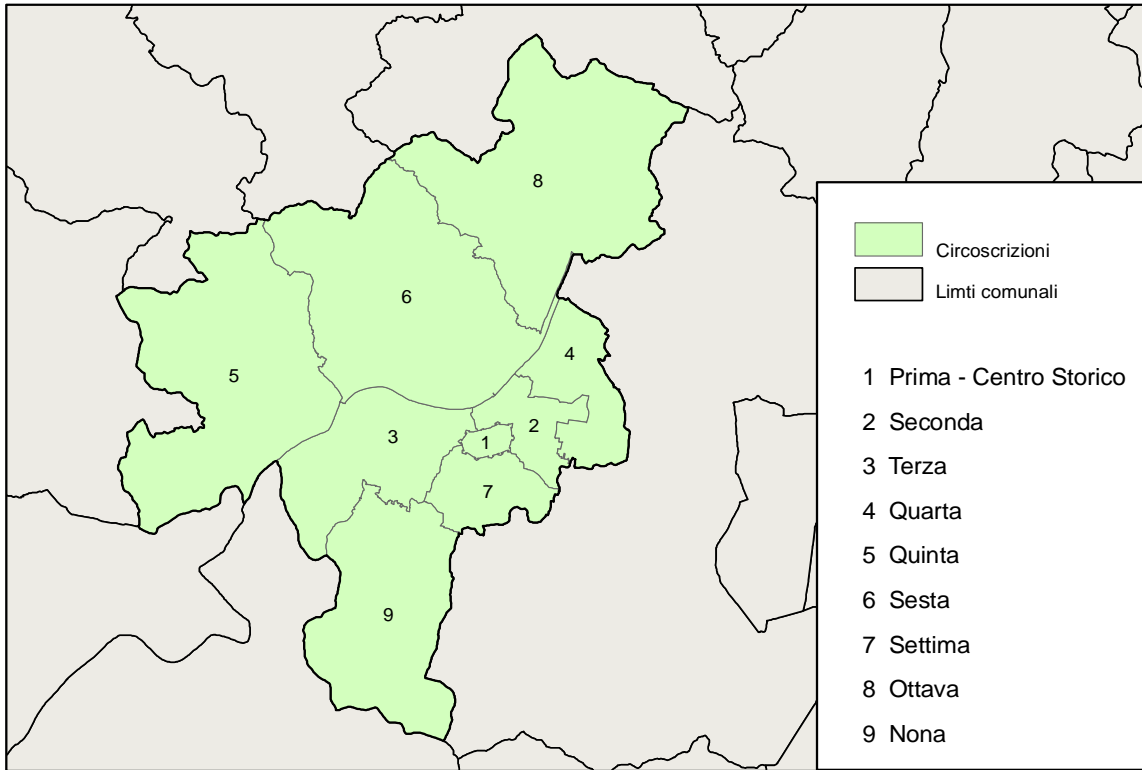 8
6
4
5
2
3
1
7
9
Circoscrizioni
Limti comunali
1 Prima - Centro Storico
2 Seconda
3 Terza
4 Quarta
5 Quinta
6 Sesta
7 Settima
8 Ottava
9 Nona